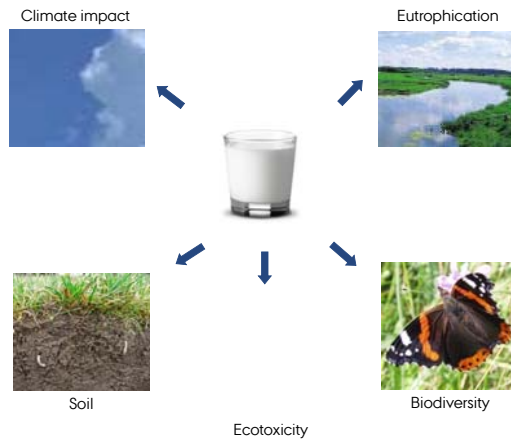 Climate impact
Eutrophication
Soil
Biodiversity
Ecotoxicity